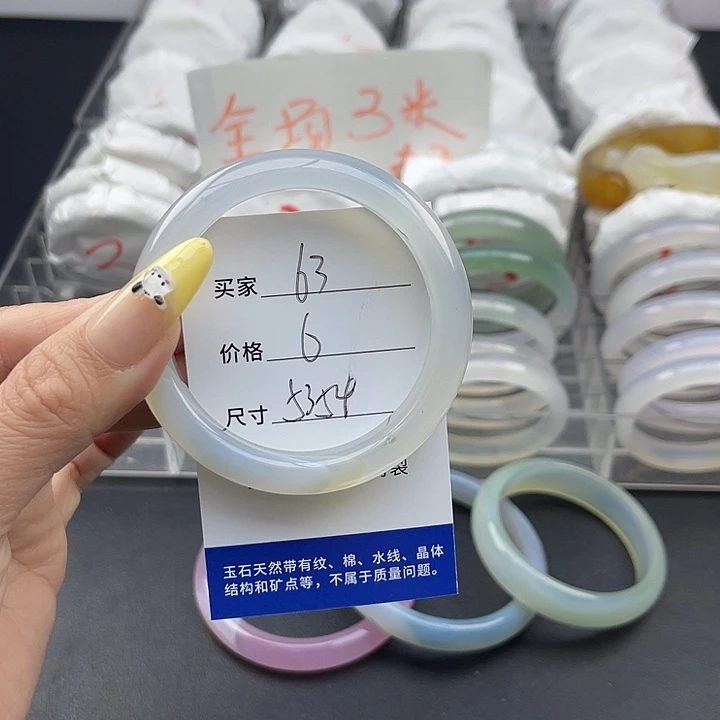 全场3米
买家 63
价格 6
尺寸 5354
玉石天然带有纹、棉、水线、晶体
结构和矿点等，不属于质量问题。